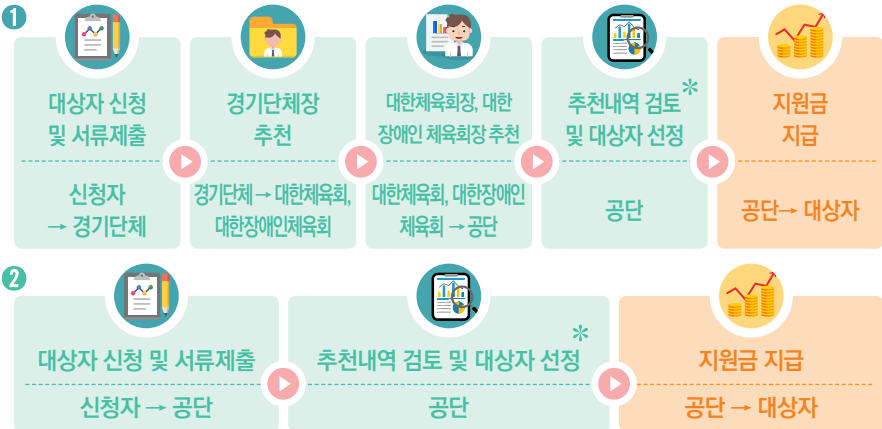 1
대상자 신청
및 서류제출
신청자
→ 경기단체
경기단체장
추천
경기단체 → 대한체육회,
대한장애인체육회
대한체육회장, 대한
장애인 체육회장 추천
대한체육회, 대한장애인
체육회 → 공단
추천내역 검토*
및 대상자 선정
공단
지원금
지급
공단→ 대상자
2
대상자 신청 및 서류제출
신청자 → 공단
추천내역 검토 및 대상자 선정*
공단
지원금 지급
공단 → 대상자